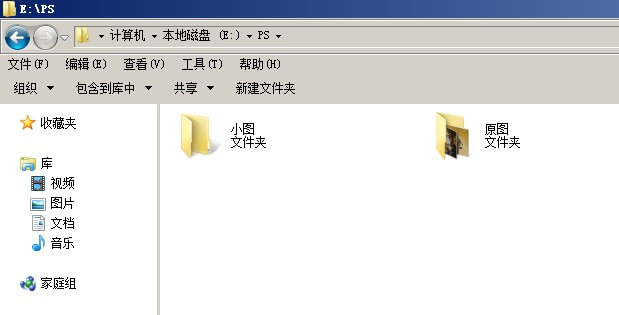 E:\PS
计算机 本地磁盘 (E:) PS
文件(F) 编辑(E) 查看(V) 工具(T) 帮助(H)
组织 包含到库中 共享 新建文件夹
收藏夹
库
视频
图片
文档
音乐
家庭组
小图
文件夹
原图
文件夹